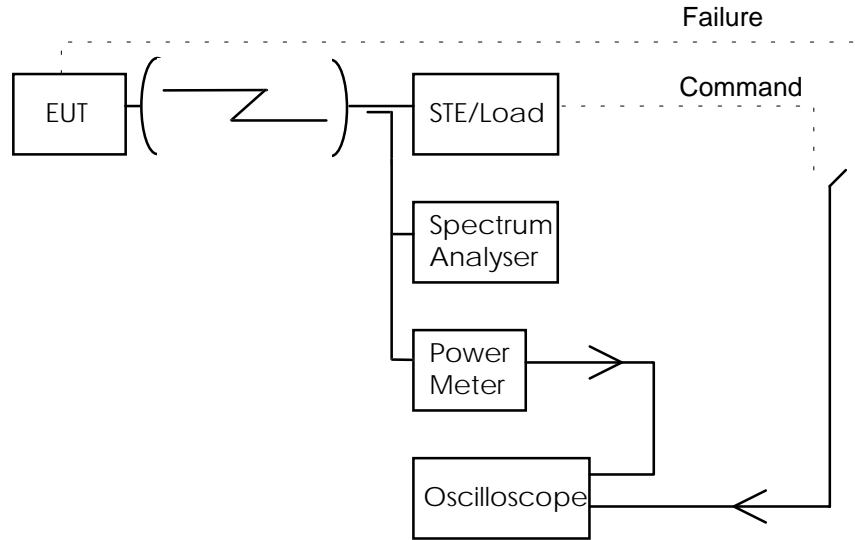 Failure
Command
EUT
STE/Load
Spectrum
Analyser
Power
Meter
Oscilloscope